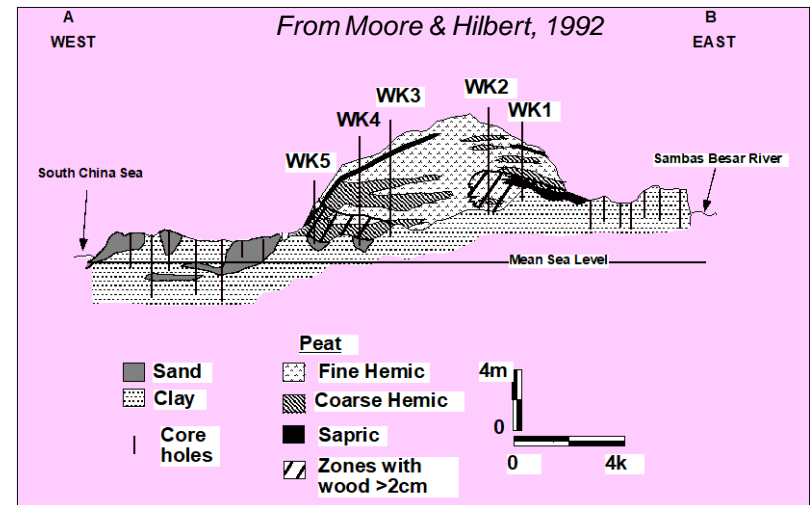 A
WEST
From Moore & Hilbert, 1992
B
EAST
WK2
WK3
WK1
WK4
WK5
South China Sea
Sambas Besar River
Mean Sea Level
Peat
Sand
Clay
Core
holes
Fine Hemic
Coarse Hemic
Sapric
Zones with
wood >2cm
4m
0
0 4k